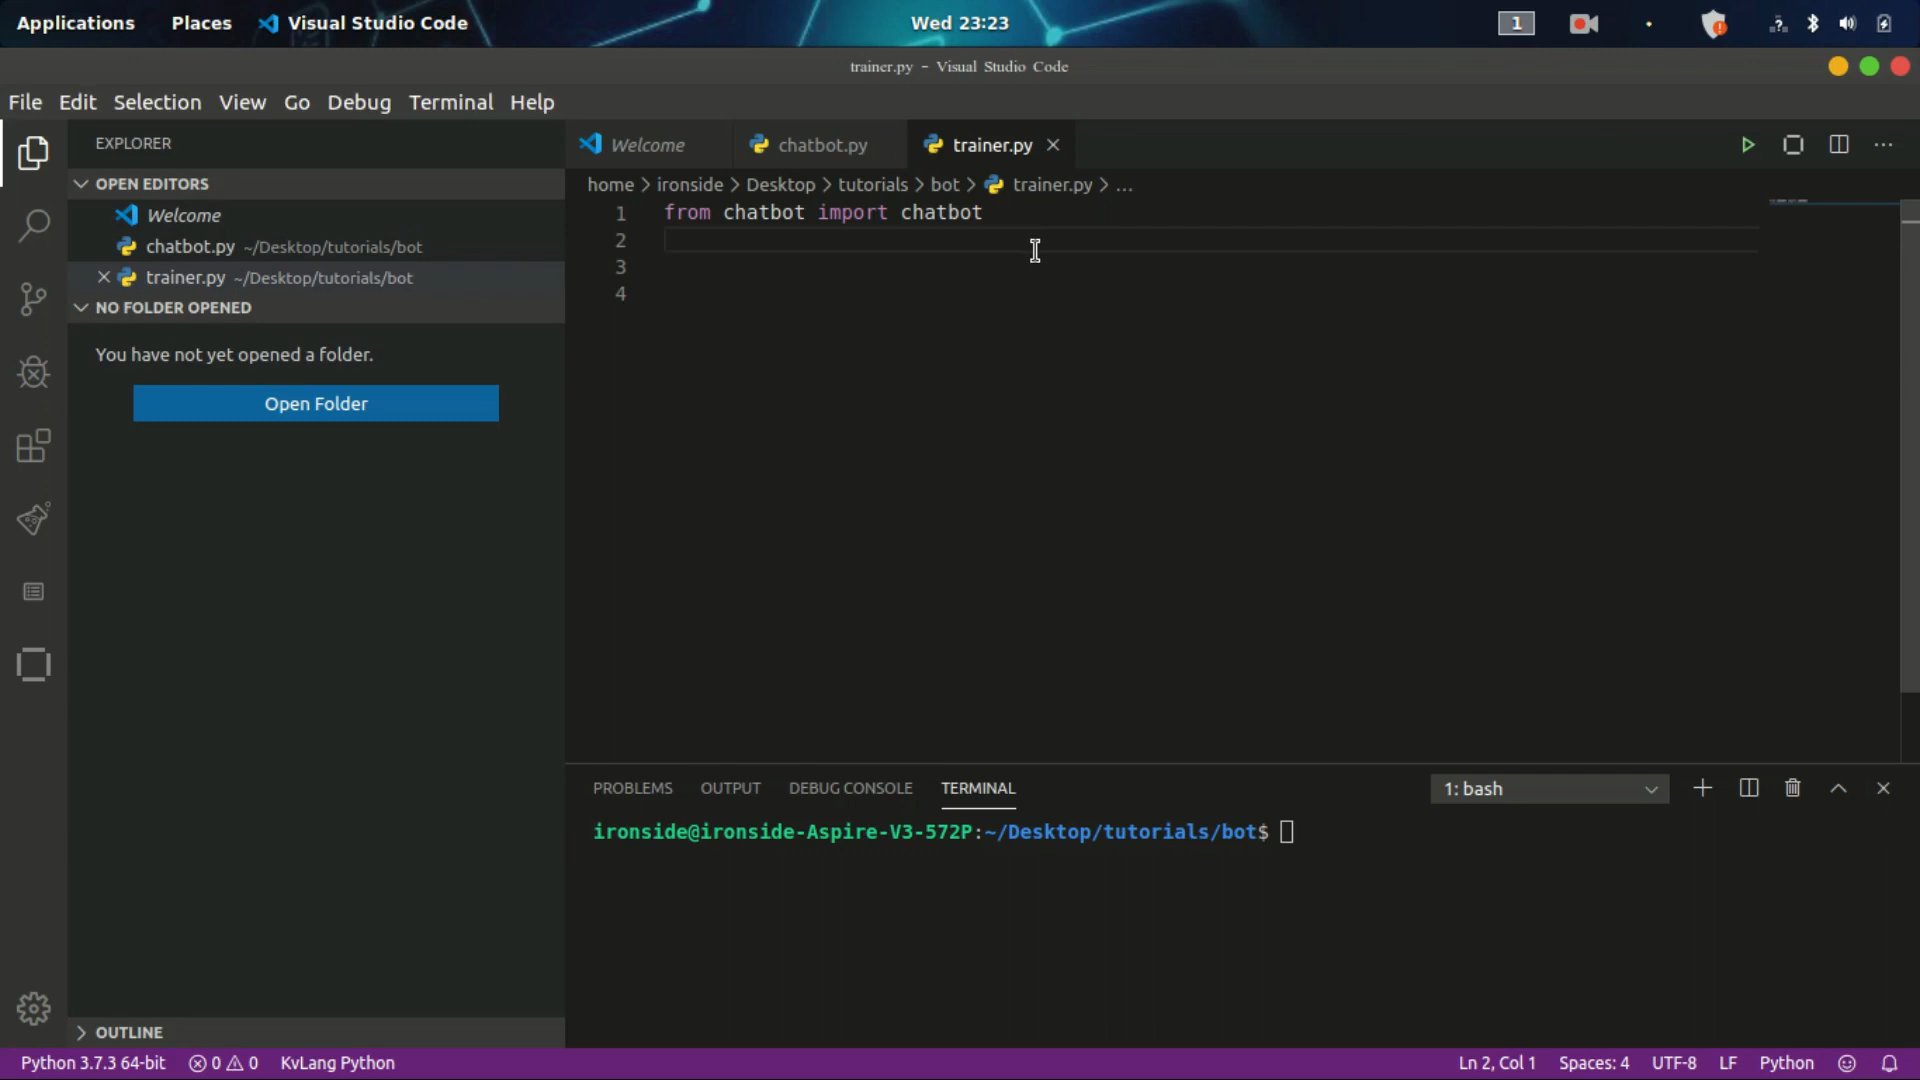 Applications Places Visual Studio Code Wed 23:23 1
trainer.py - Visual Studio Code
File Edit Selection View Go Debug Terminal Help
EXPLORER
OPEN EDITORS
Welcome
chatbot.py ~/Desktop/tutorials/bot
trainer.py ~/Desktop/tutorials/bot
NO FOLDER OPENED
You have not yet opened a folder.
Open Folder
OUTLINE
Welcome chatbot.py trainer.py
home > ironside > Desktop > tutorials > bot > trainer.py > ...
1 from chatbot import chatbot
2
3
4
PROBLEMS OUTPUT DEBUG CONSOLE TERMINAL 1: bash
ironside@ironside-Aspire-V3-572P:~/Desktop/tutorials/bot$
Python 3.7.3 64-bit 0 0 KvLang Python Ln 2, Col 1 Spaces: 4 UTF-8 LF Python